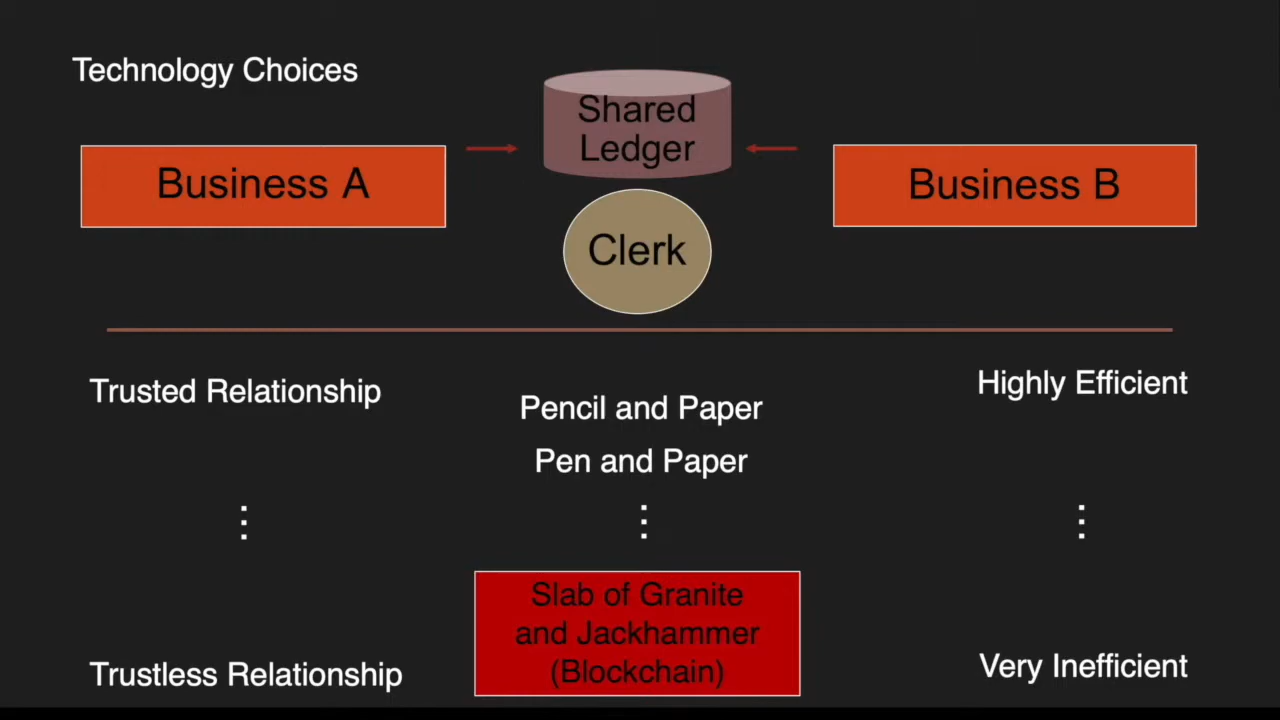 Technology Choices
Shared
Ledger
Business A
Business B
Clerk
Trusted Relationship
Highly Efficient
Pencil and Paper
Pen and Paper
Slab of Granite
and Jackhammer
(Blockchain)
Trustless Relationship
Very Inefficient